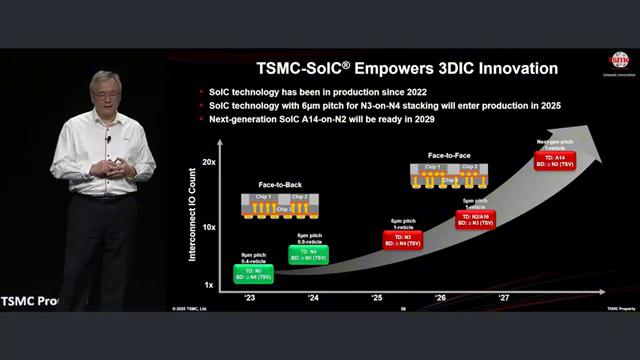 TSMC-SoIC® Empowers 3DIC Innovation
tsmc
Unleash Innovation
• SoIC technology has been in production since 2022
• SoIC technology with 6μm pitch for N3-on-N4 stacking will enter production in 2025
• Next-generation SoIC A14-on-N2 will be ready in 2029
Interconnect IO Count
20x
10x
1x
Face-to-Back
Chip 1
Chip 2
Chip 3
Face-to-Face
Chip 1
Chip 2
9μm pitch
0.4-reticle
TD: N5
BD: ≥ N6 (TSV)
6μm pitch
0.8-reticle
TD: N4
BD: ≥ N5 (TSV)
6μm pitch
1-reticle
TD: N3
BD: ≥ N4 (TSV)
5μm pitch
1-reticle
TD: N2/A16
BD: ≥ N3 (TSV)
Next-gen pitch
1-reticle
TD: A14
BD: ≥ N2 (TSV)
'23
'24
'25
'26
'27
TSMC Pro
© 2025 TSMC, Ltd.
TSMC Property